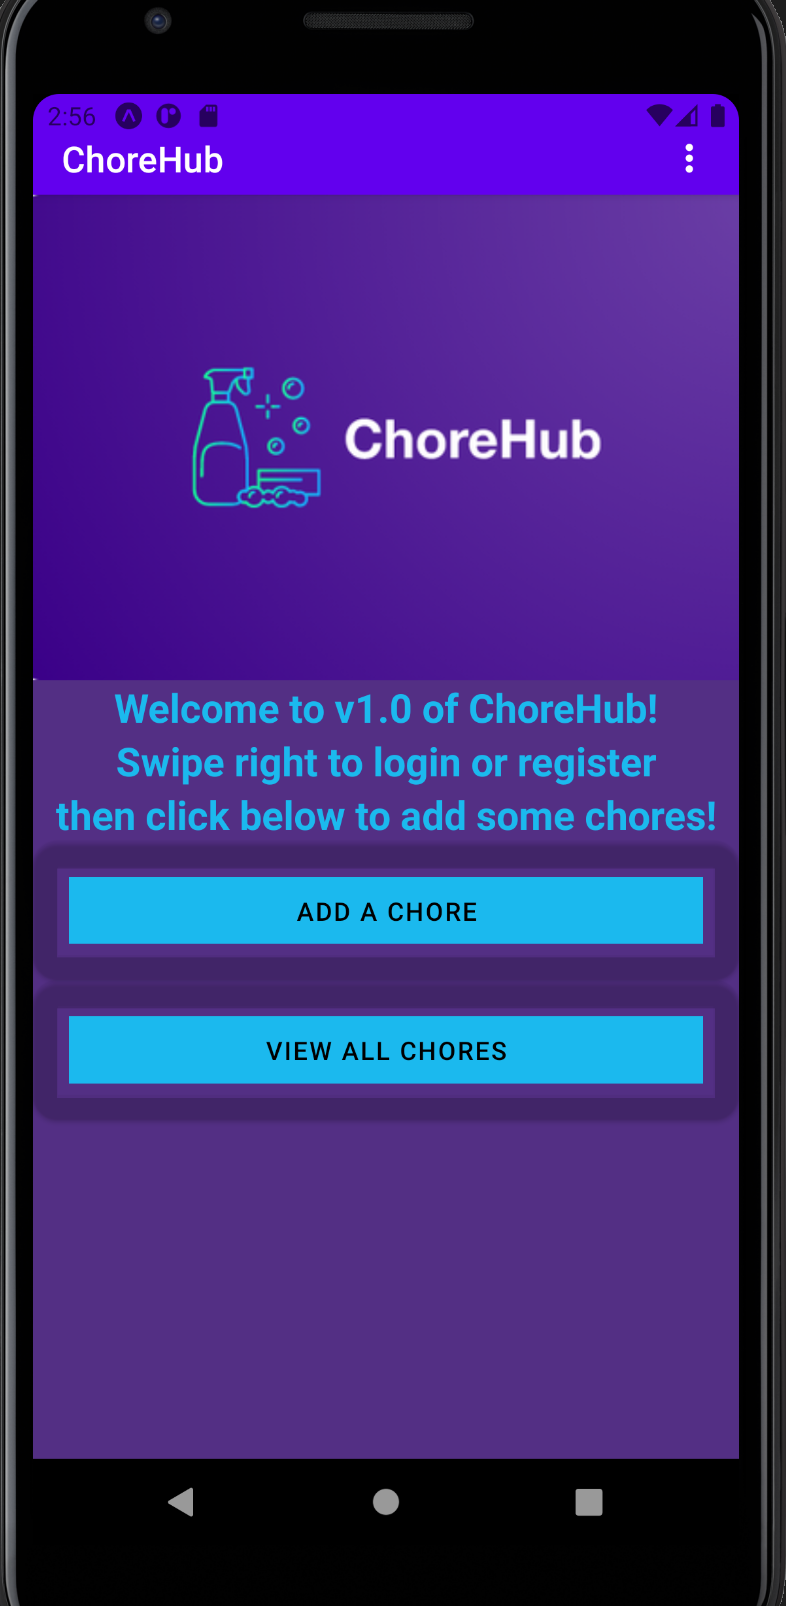 2:56
ChoreHub
ChoreHub
Welcome to v1.0 of ChoreHub!
Swipe right to login or register
then click below to add some chores!
ADD A CHORE
VIEW ALL CHORES